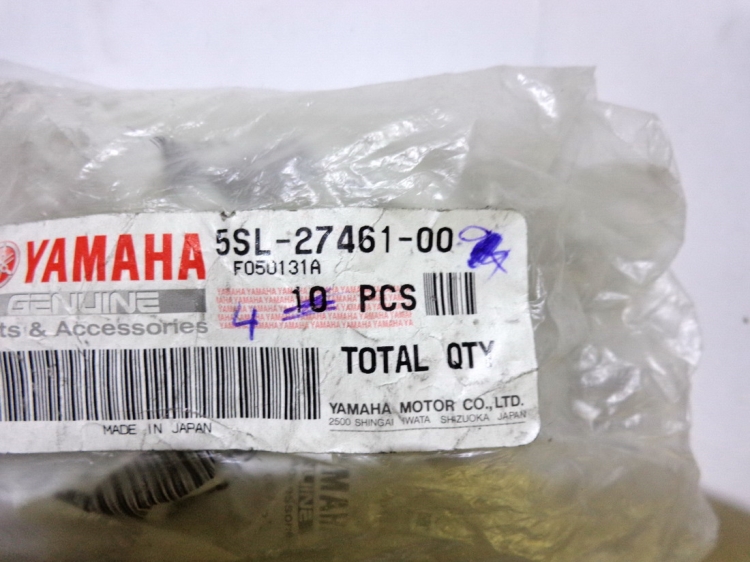 5SL-27461-00
YAMAHA
F050131A
GENUINE
ts & Accessories
4 10 PCS
TOTAL QTY
YAMAHA MOTOR CO., LTD.
2500 SHINGAI IWATA SHIZUOKA JAPAN
MADE IN JAPAN